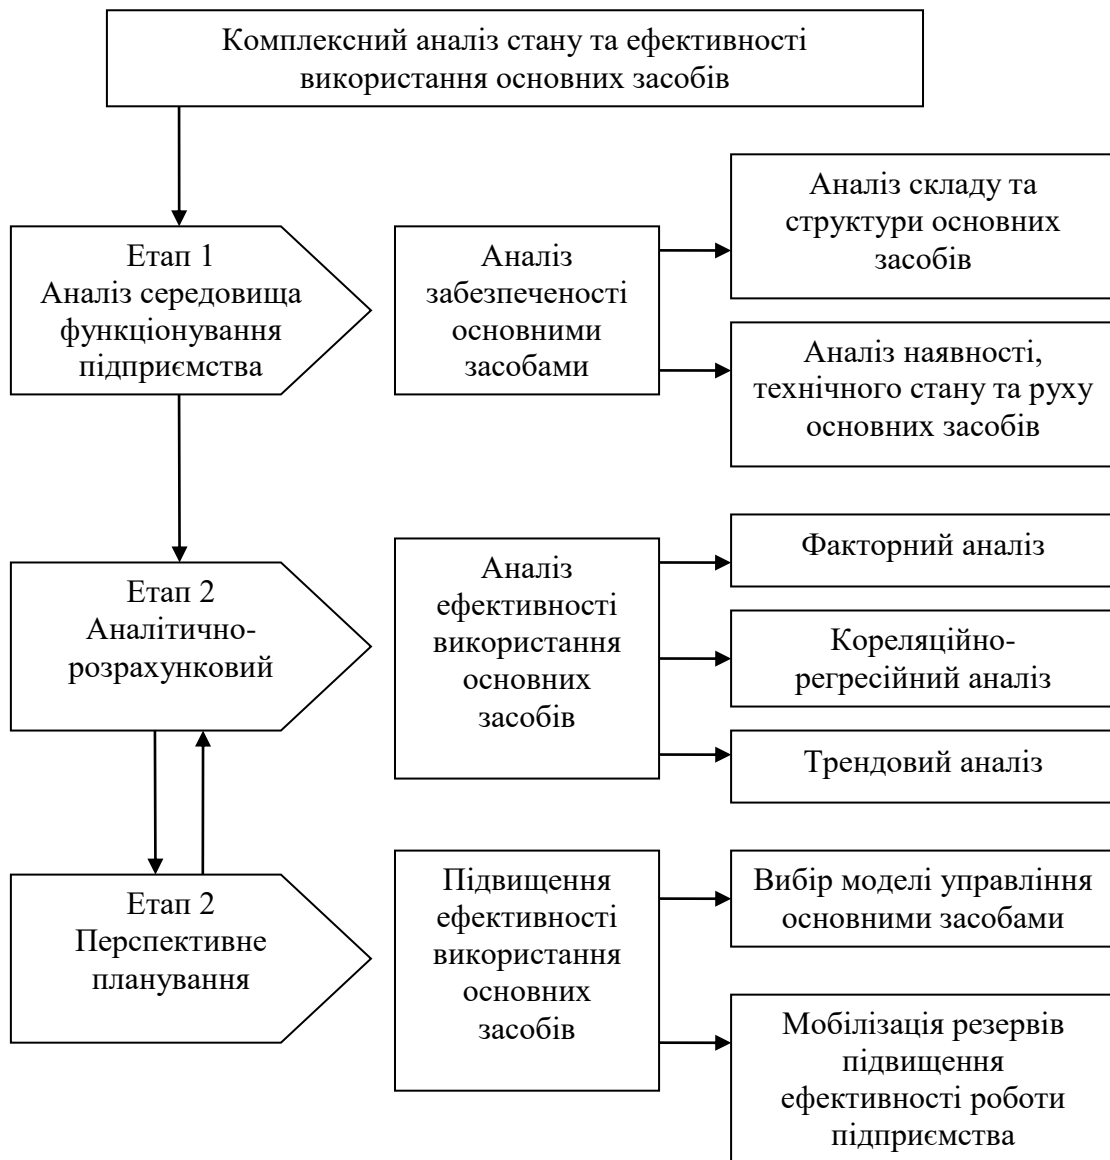 Комплексний аналіз стану та ефективності
використання основних засобів
Етап 1
Аналіз середовища
функціонування
підприємства
Аналіз
забезпеченості
основними
засобами
Аналіз складу та
структури основних
засобів
Аналіз наявності,
технічного стану та руху
основних засобів
Етап 2
Аналітично-
розрахунковий
Аналіз
ефективності
використання
основних
засобів
Факторний аналіз
Кореляційно-
регресійний аналіз
Трендовий аналіз
Етап 2
Перспективне
планування
Підвищення
ефективності
використання
основних
засобів
Вибір моделі управління
основними засобами
Мобілізація резервів
підвищення
ефективності роботи
підприємства